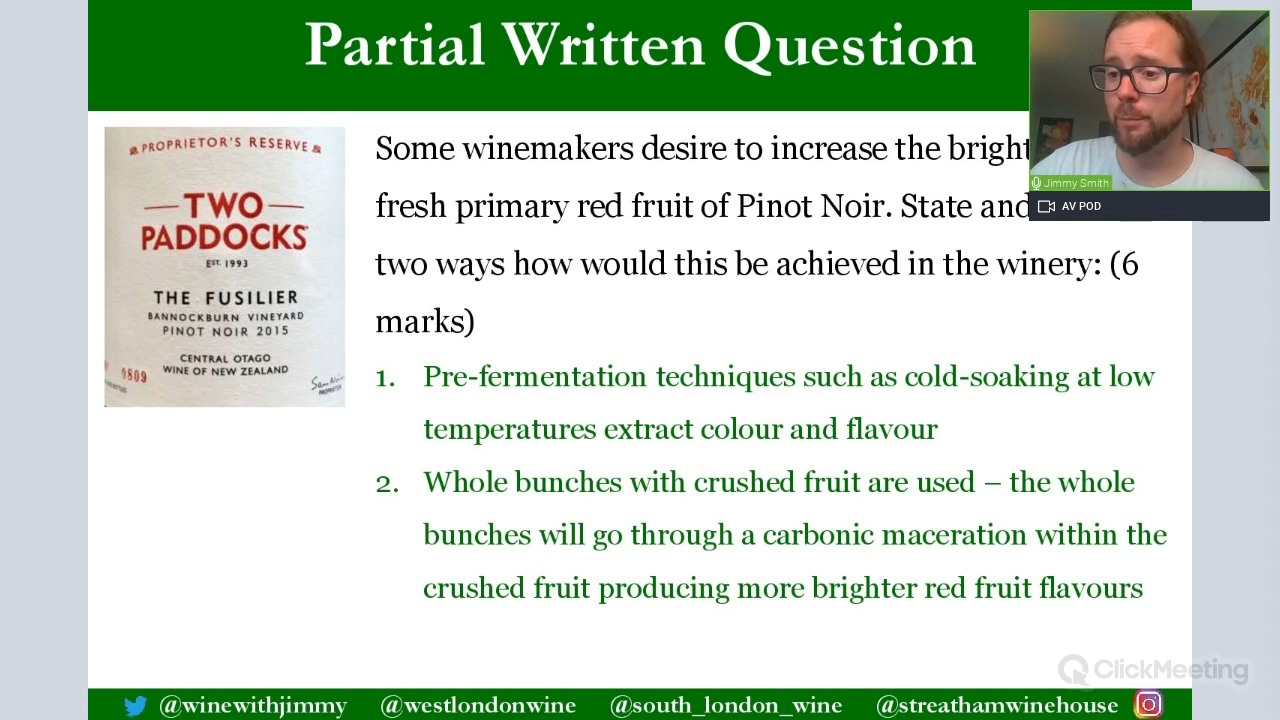 Partial Written Question
PROPRIETOR'S RESERVE
TWO
PADDOCKS
EST. 1993
THE FUSILIER
BANNOCKBURN VINEYARD
PINOT NOIR 2015
CENTRAL OTAGO
WINE OF NEW ZEALAND
0809
PROPRIETOR
Some winemakers desire to increase the bright
fresh primary red fruit of Pinot Noir. State and
two ways how would this be achieved in the winery: (6
marks)
1. Pre-fermentation techniques such as cold-soaking at low
temperatures extract colour and flavour
2. Whole bunches with crushed fruit are used – the whole
bunches will go through a carbonic maceration within the
crushed fruit producing more brighter red fruit flavours
Jimmy Smith
AV POD
ClickMeeting
@winewithjimmy @westlondonwine @south_london_wine @streathamwinehouse